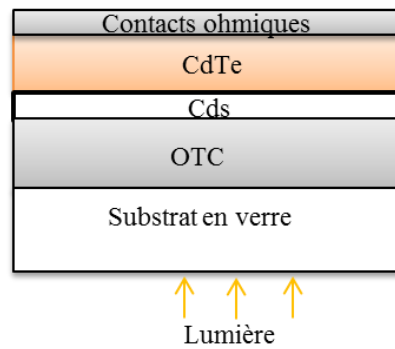 Contacts ohmiques
CdTe
Cds
OTC
Substrat en verre
Lumière